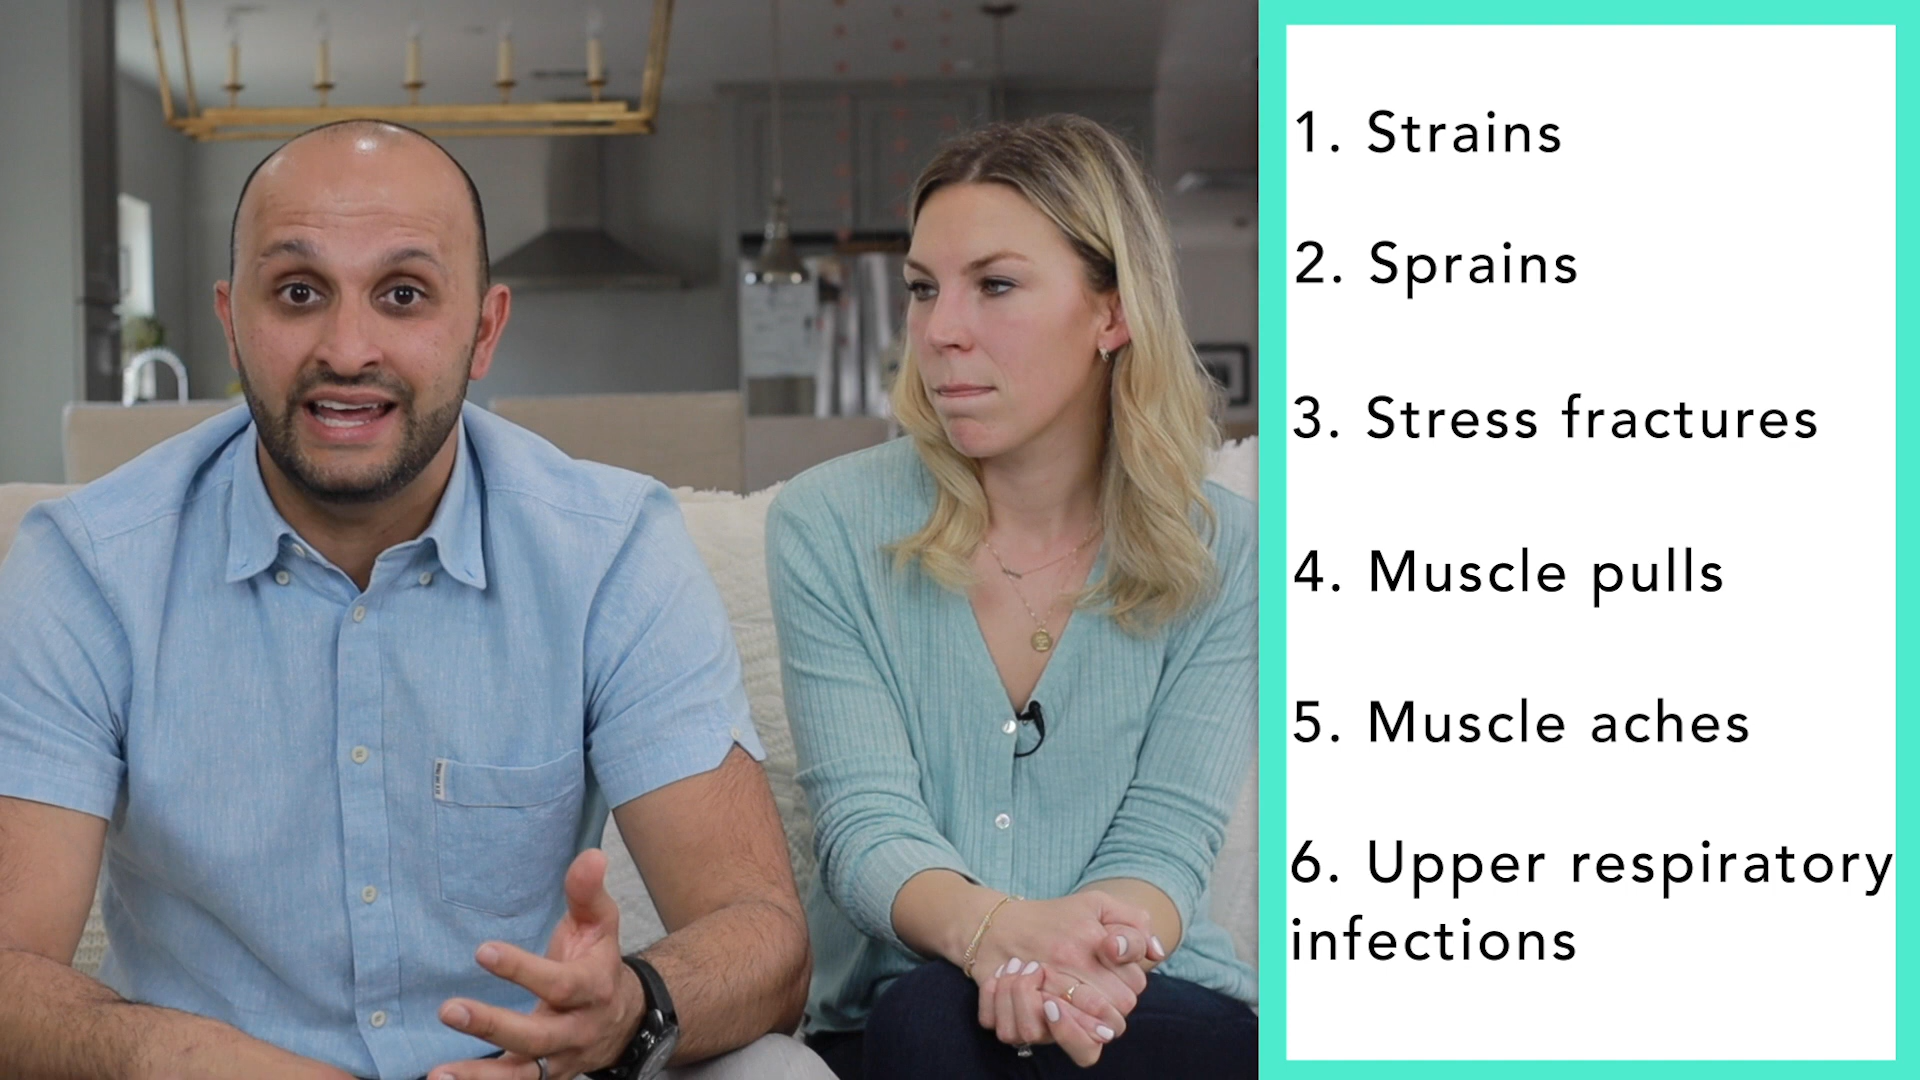 1. Strains
2. Sprains
3. Stress fractures
4. Muscle pulls
5. Muscle aches
6. Upper respiratory
infections